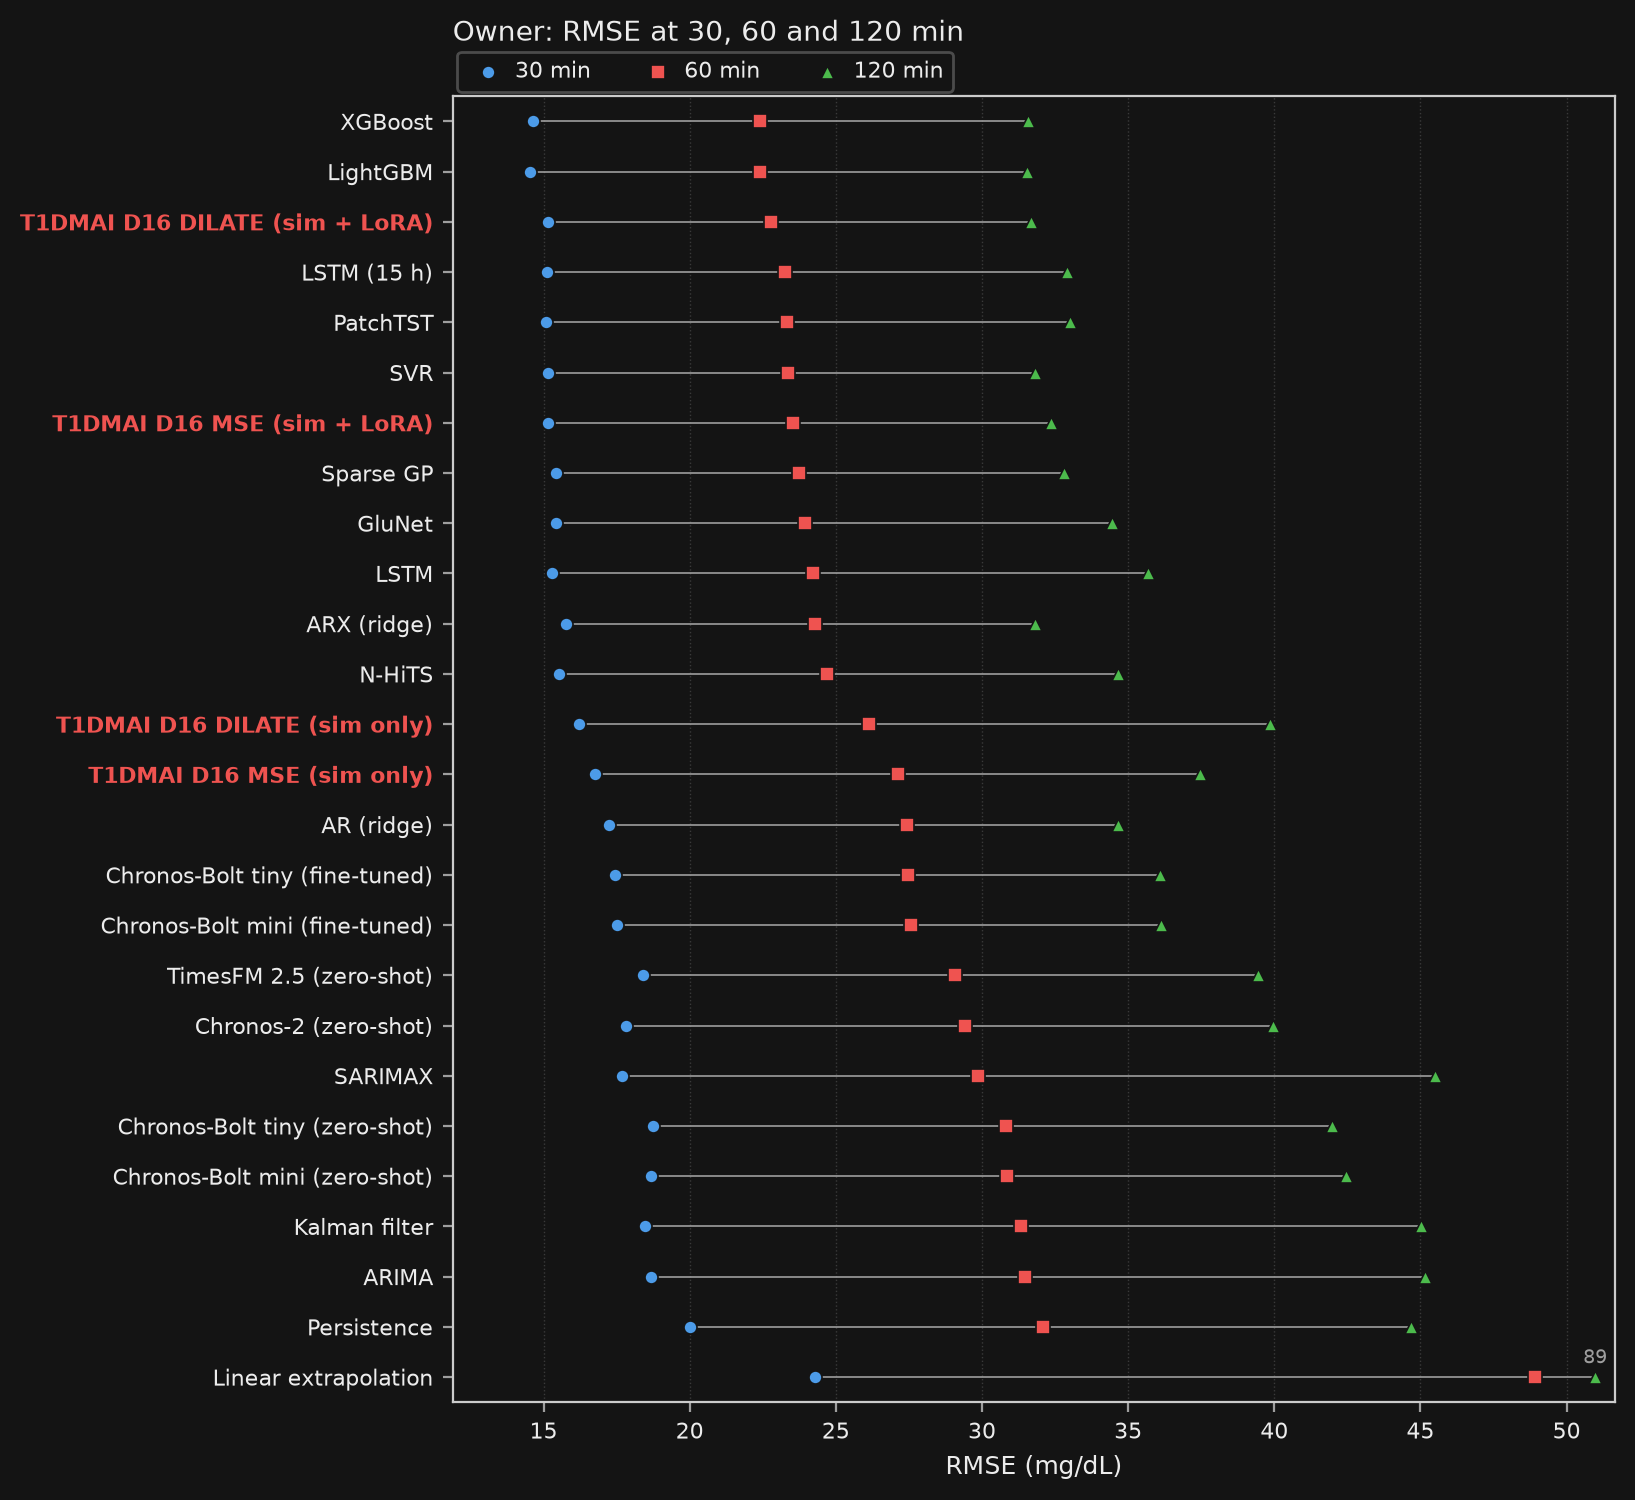 Owner: RMSE at 30, 60 and 120 min
30 min 60 min 120 min
XGBoost
LightGBM
T1DMAI D16 DILATE (sim + LoRA)
LSTM (15 h)
PatchTST
SVR
T1DMAI D16 MSE (sim + LoRA)
Sparse GP
GluNet
LSTM
ARX (ridge)
N-HiTS
T1DMAI D16 DILATE (sim only)
T1DMAI D16 MSE (sim only)
AR (ridge)
Chronos-Bolt tiny (fine-tuned)
Chronos-Bolt mini (fine-tuned)
TimesFM 2.5 (zero-shot)
Chronos-2 (zero-shot)
SARIMAX
Chronos-Bolt tiny (zero-shot)
Chronos-Bolt mini (zero-shot)
Kalman filter
ARIMA
Persistence
89
Linear extrapolation
15 20 25 30 35 40 45 50
RMSE (mg/dL)